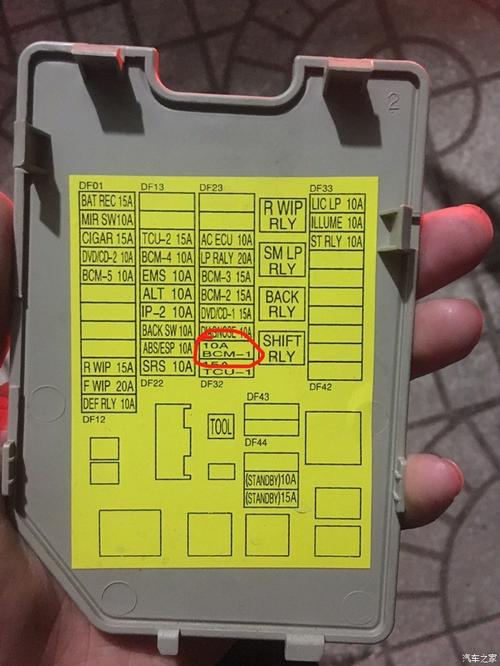 2
DF01
BAT REC 15A
MIR SW10A
CIGAR 15A
DVD/CD-2 10A
BCM-5 10A
R WIP 15A
F WIP 20A
DEF RLY 10A
DF12
DF13
TCU-2 15A
BCM-4 10A
EMS 10A
ALT 10A
IP-2 10A
BACK SW 10A
ABS/ESP 10A
SRS 10A
DF22
DF23
AC ECU 10A
LP RALY 20A
BCM-3 15A
BCM-2 15A
DVD/CD-1 15A
DIAGNOSE 10A
10A
BCM-1
15A
TCU-1
DF32
R WIP
RLY
SM LP
RLY
BACK
RLY
SHIFT
RLY
DF33
LIC LP 10A
ILLUME 10A
ST RLY 10A
DF42
TOOL
DF43
DF44
(STANDBY)10A
(STANDBY)15A
汽车之家